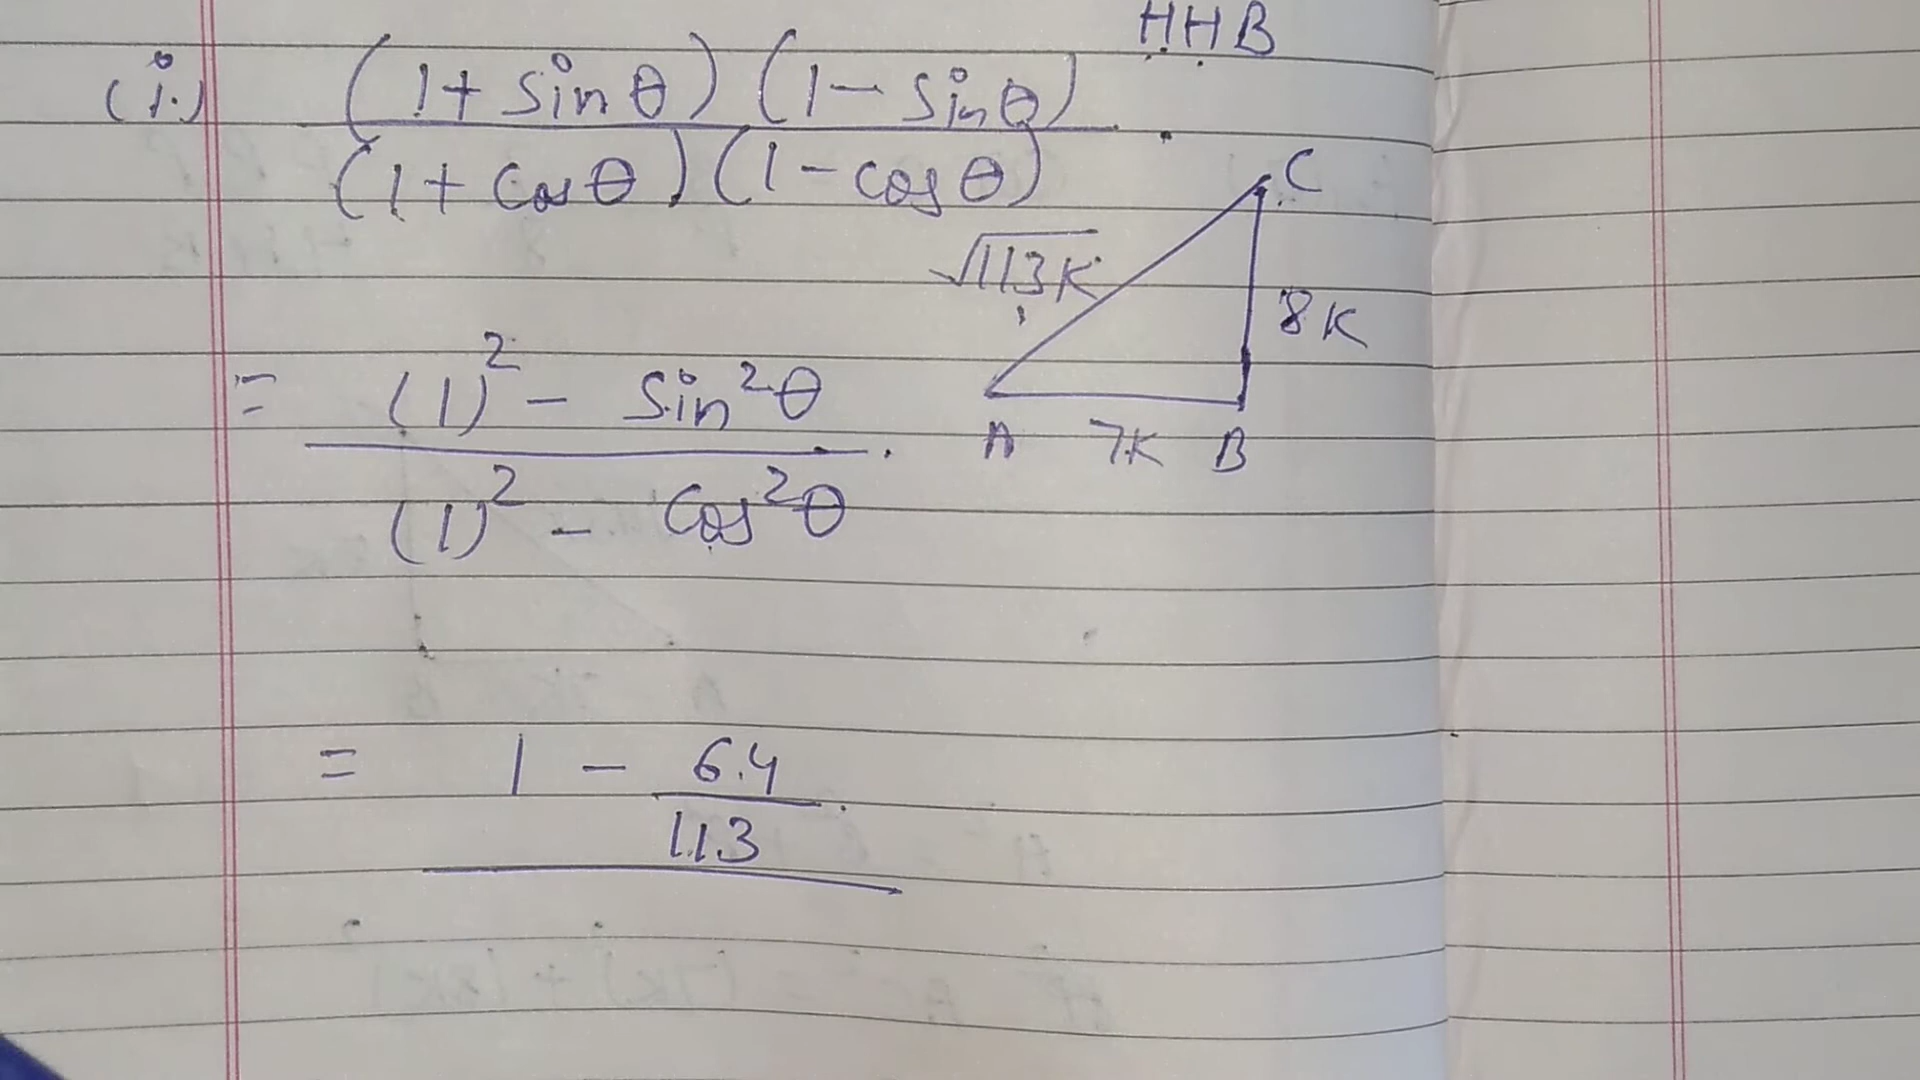 H H B
(i.) (1 + sin θ) (1 - sin θ)
(1 + cos θ) (1 - cos θ)
C
√113K
8K
A 7K B
= (1)² - sin²θ
(1)² - cos²θ
= 1 - 64
113